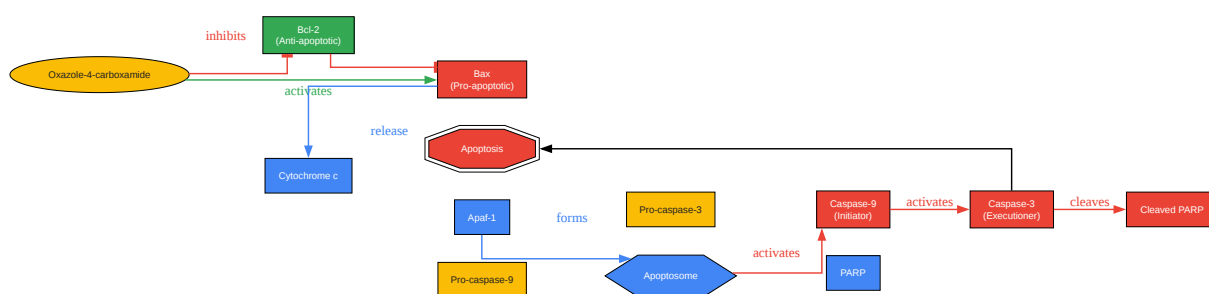 Bcl-2
(Anti-apoptotic)
inhibits
Oxazole-4-carboxamide
Bax
(Pro-apoptotic)
activates
release
Apoptosis
Cytochrome c
Apaf-1
forms
Pro-caspase-3
Caspase-9
(Initiator)
activates
Caspase-3
(Executioner)
cleaves
Cleaved PARP
Pro-caspase-9
Apoptosome
activates
PARP